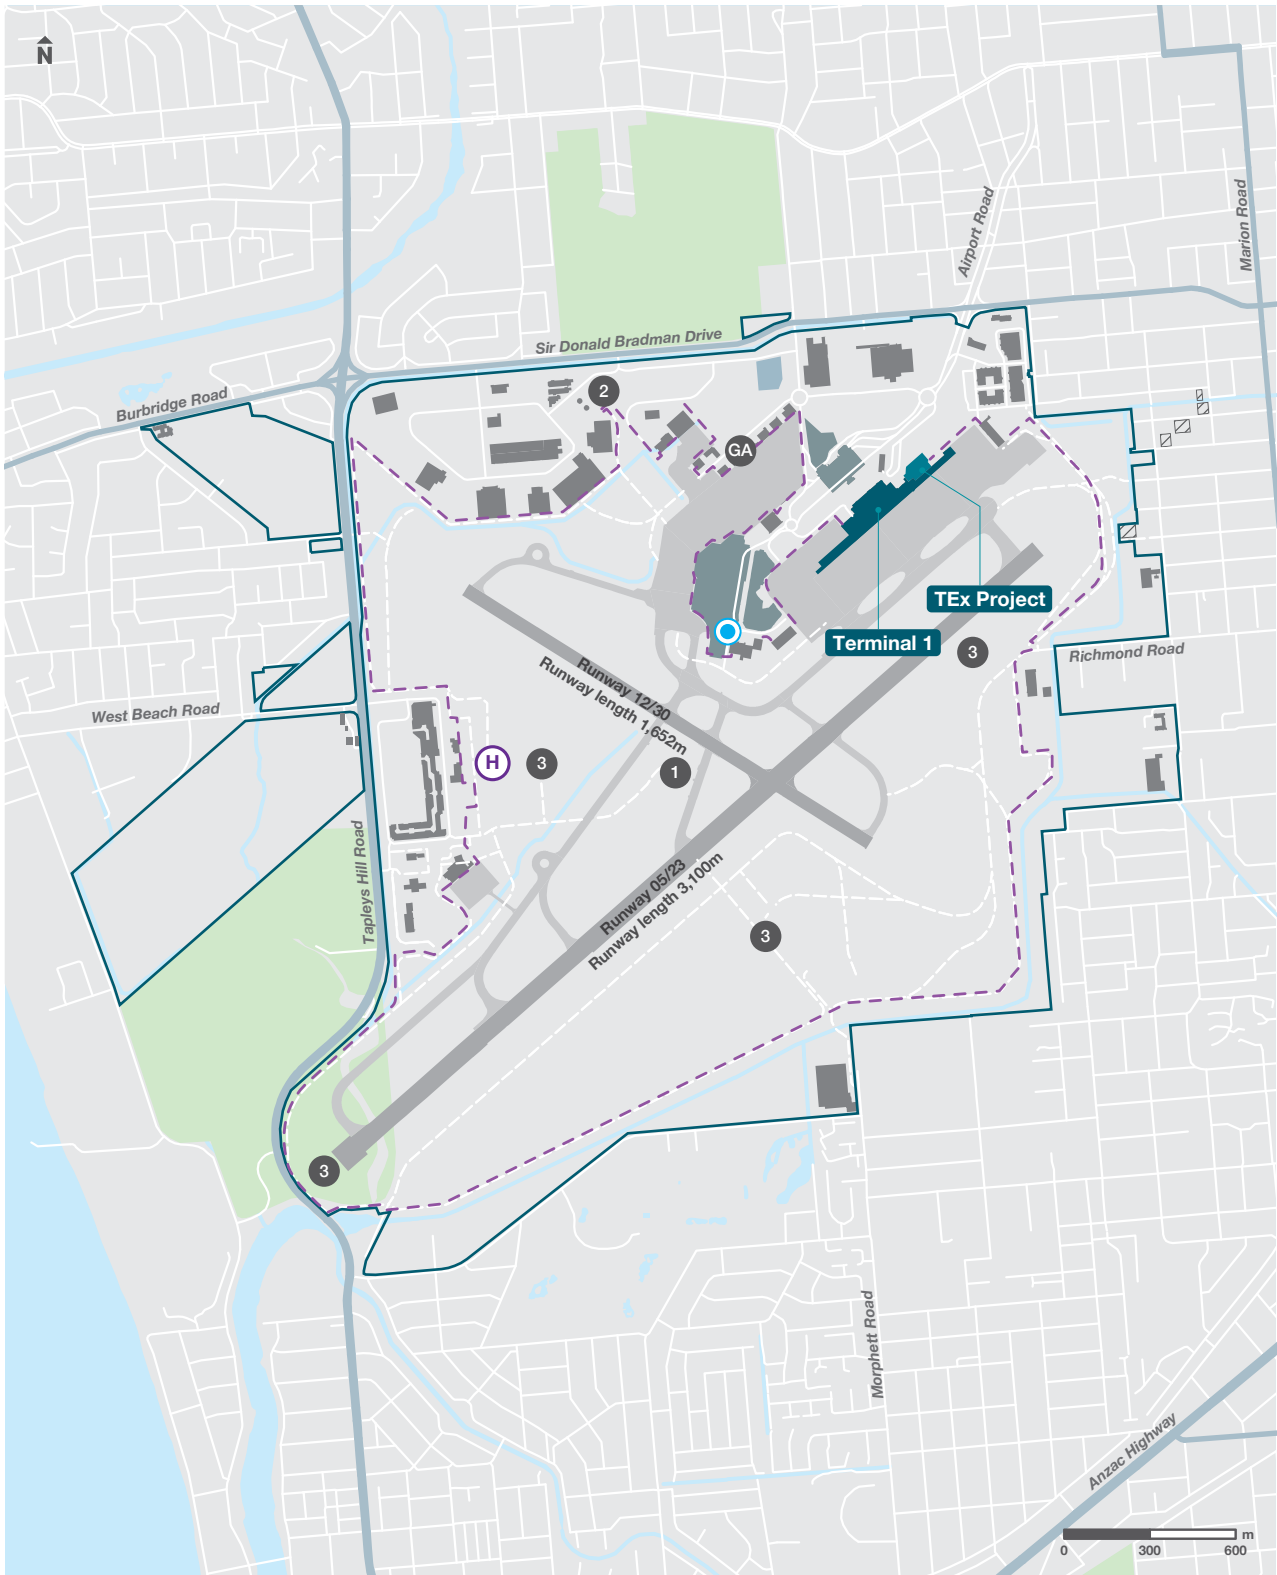 N
Marion Road
Airport Road
Sir Donald Bradman Drive
Burbridge Road
2
GA
TEx Project
Terminal 1
3
Richmond Road
Runway 12/30
Runway length 1,652m
West Beach Road
H
3
1
Tapleys Hill Road
Runway 05/23
Runway length 3,100m
3
3
Morphett Road
Anzac Highway
m
0 300 600